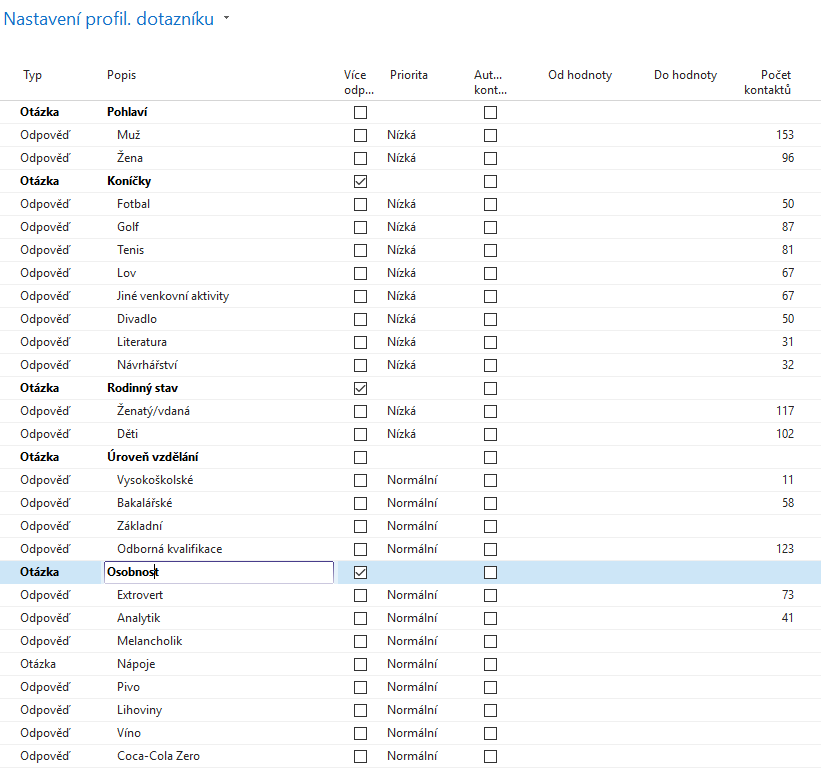 Nastavení profil. dotazníku
Typ Popis Více odp... Priorita Aut... kont... Od hodnoty Do hodnoty Počet kontaktů
Otázka Pohlaví
Odpověď Muž Nízká 153
Odpověď Žena Nízká 96
Otázka Koníčky
Odpověď Fotbal Nízká 50
Odpověď Golf Nízká 87
Odpověď Tenis Nízká 81
Odpověď Lov Nízká 67
Odpověď Jiné venkovní aktivity Nízká 67
Odpověď Divadlo Nízká 50
Odpověď Literatura Nízká 31
Odpověď Návrhářství Nízká 32
Otázka Rodinný stav
Odpověď Ženatý/vdaná Nízká 117
Odpověď Děti Nízká 102
Otázka Úroveň vzdělání
Odpověď Vysokoškolské Normální 11
Odpověď Bakalářské Normální 58
Odpověď Základní Normální
Odpověď Odborná kvalifikace Normální 123
Otázka Osobnost
Odpověď Extrovert Normální 73
Odpověď Analytik Normální 41
Odpověď Melancholik Normální
Otázka Nápoje Normální
Odpověď Pivo Normální
Odpověď Lihoviny Normální
Odpověď Víno Normální
Odpověď Coca-Cola Zero Normální